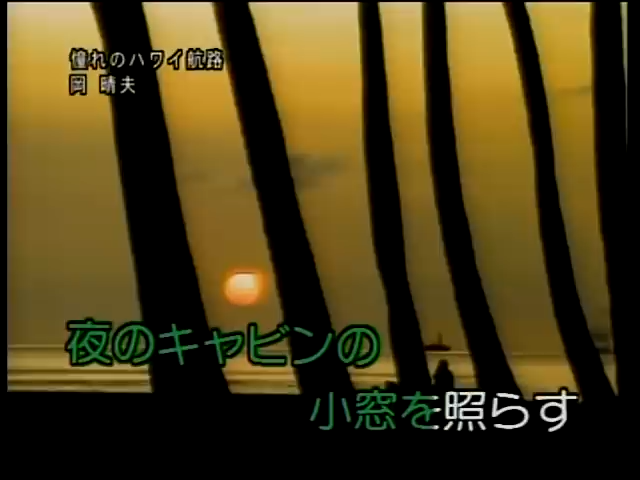 憧れのハワイ航路
岡 晴夫
夜のキャビンの
小窓を照らす